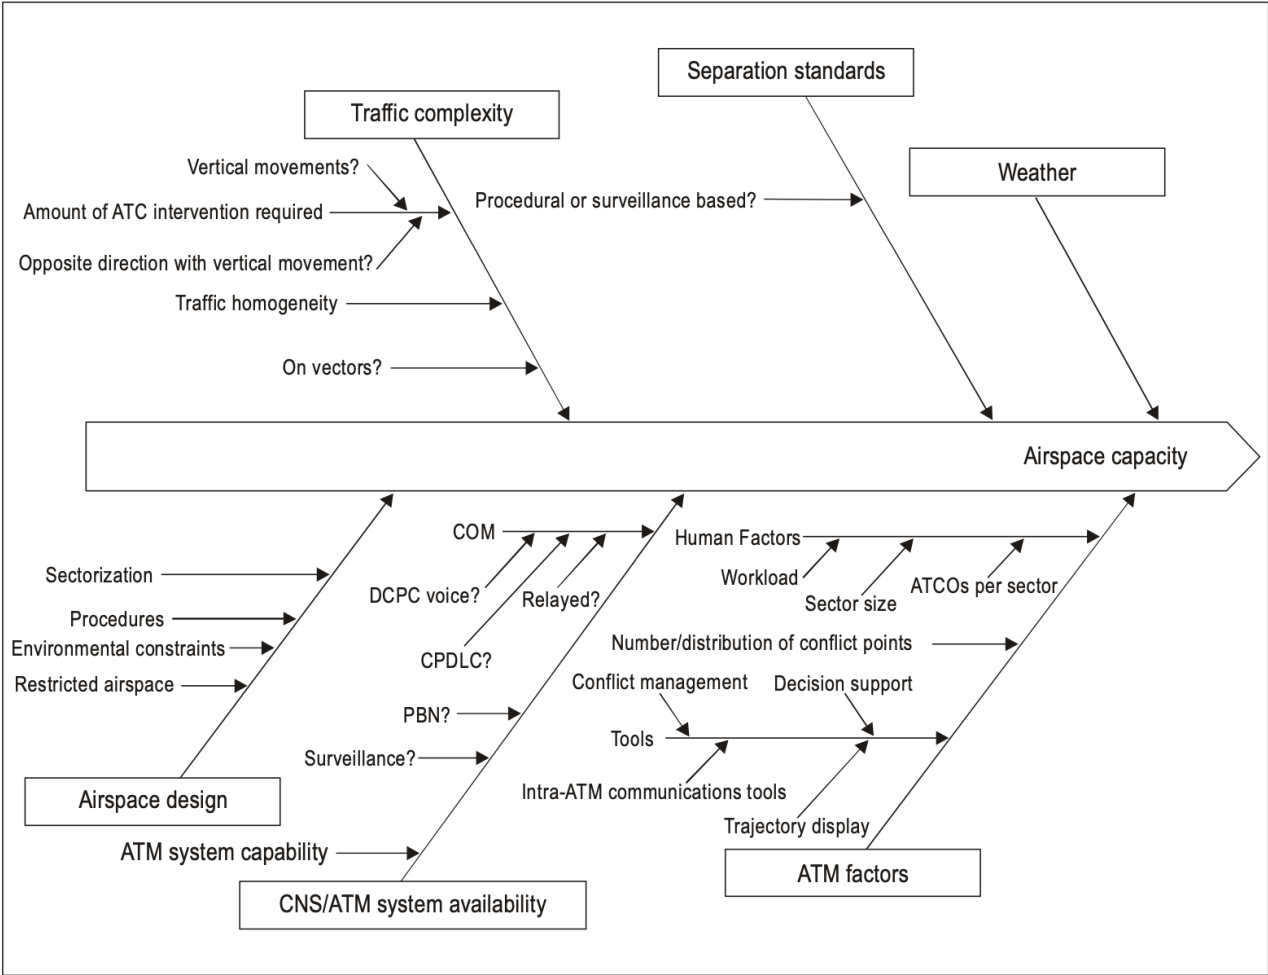 Separation standards
Traffic complexity
Vertical movements?
Weather
Procedural or surveillance based?
Amount of ATC intervention required
Opposite direction with vertical movement?
Traffic homogeneity
On vectors?
Airspace capacity
COM
Human Factors
Sectorization
Workload
ATCOs per sector
DCPC voice?
Relayed?
Sector size
Procedures
Number/distribution of conflict points
Environmental constraints
CPDLC?
Restricted airspace
Conflict management
Decision support
PBN?
Tools
Surveillance?
Intra-ATM communications tools
Airspace design
Trajectory display
ATM system capability
ATM factors
CNS/ATM system availability